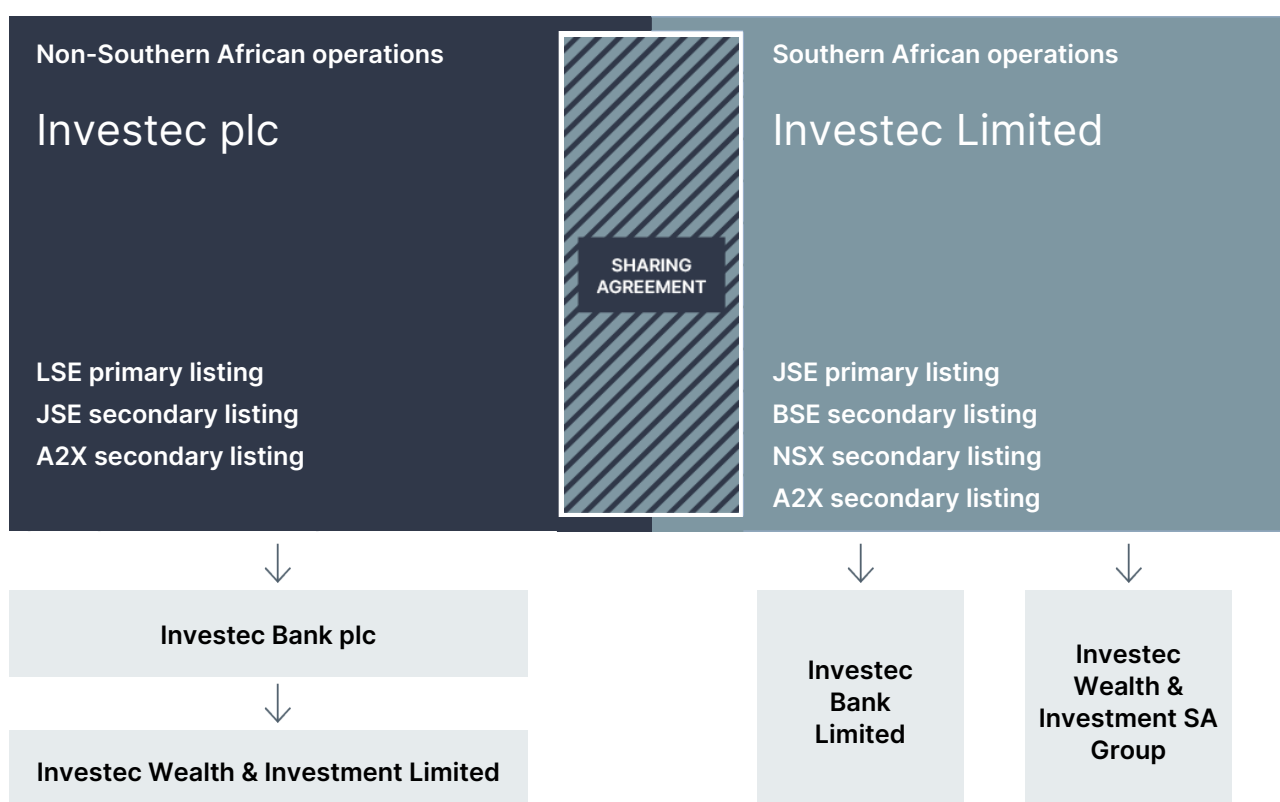 Non-Southern African operations
Investec plc
LSE primary listing
JSE secondary listing
A2X secondary listing
SHARING
AGREEMENT
Southern African operations
Investec Limited
JSE primary listing
BSE secondary listing
NSX secondary listing
A2X secondary listing
Investec Bank plc
Investec Wealth & Investment Limited
Investec
Bank
Limited
Investec
Wealth &
Investment SA
Group